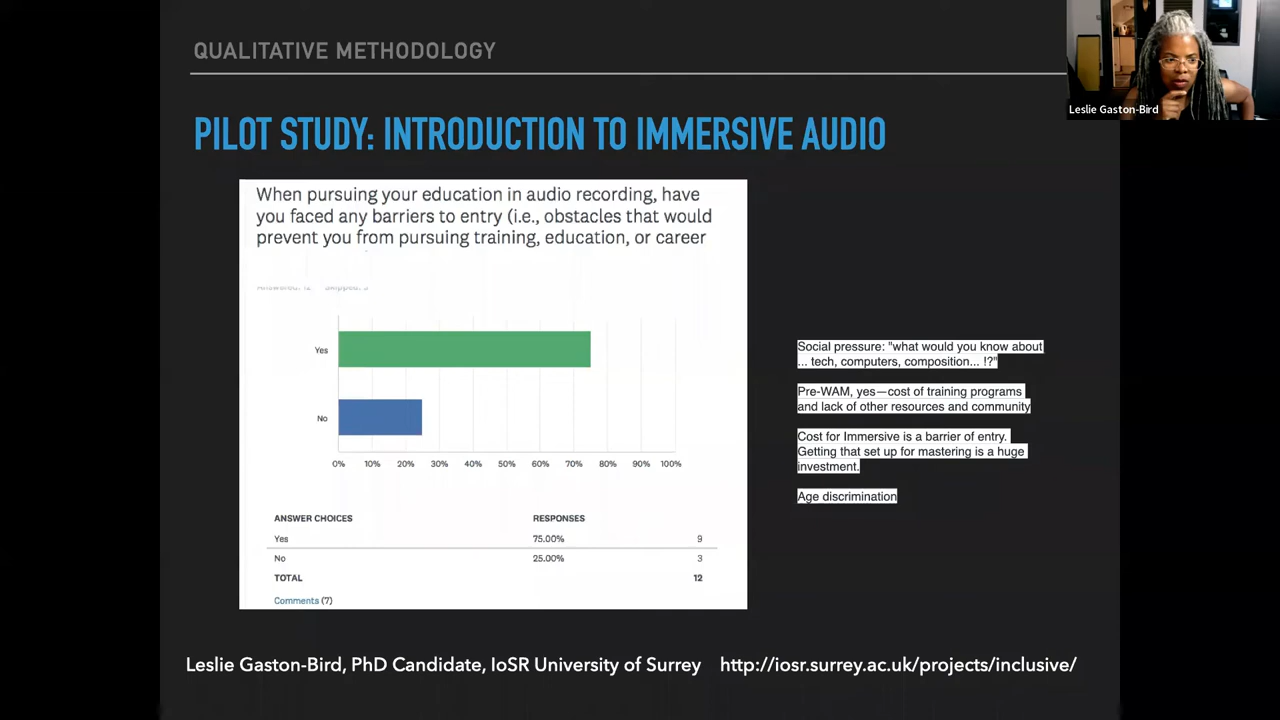 QUALITATIVE METHODOLOGY
Leslie Gaston-Bird
PILOT STUDY: INTRODUCTION TO IMMERSIVE AUDIO
When pursuing your education in audio recording, have
you faced any barriers to entry (i.e., obstacles that would
prevent you from pursuing training, education, or career
Yes
No
0% 10% 20% 30% 40% 50% 60% 70% 80% 90% 100%
ANSWER CHOICES RESPONSES
Yes 75.00% 9
No 25.00% 3
TOTAL 12
Comments (7)
Social pressure: "what would you know about
... tech, computers, composition... !?"
Pre-WAM, yes—cost of training programs
and lack of other resources and community
Cost for Immersive is a barrier of entry.
Getting that set up for mastering is a huge
investment.
Age discrimination
Leslie Gaston-Bird, PhD Candidate, IoSR University of Surrey http://iosr.surrey.ac.uk/projects/inclusive/